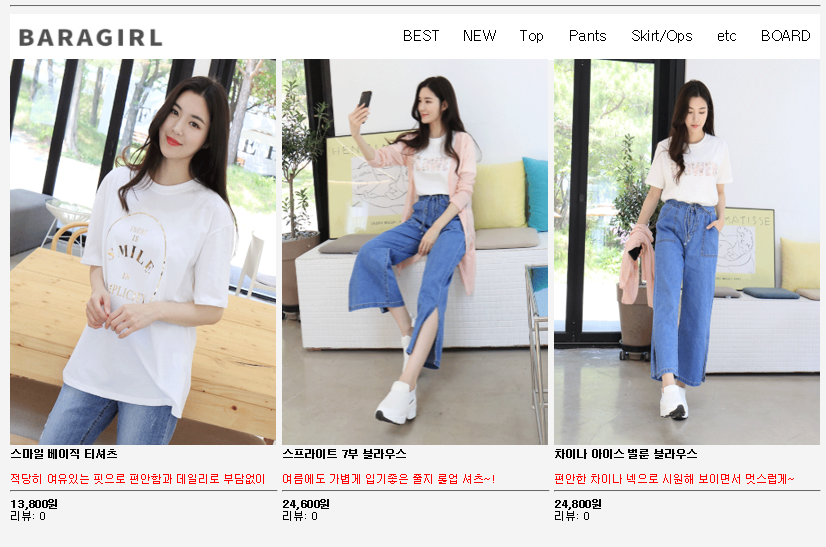 BARAGIRL
BEST NEW Top Pants Skirt/Ops etc BOARD
SMILE
MATISSE
스마일 베이직 티셔츠
스프라이트 7부 블라우스
차이나 아이스 벌룬 블라우스
적당히 여유있는 핏으로 편안함과 데일리로 부담없이
여름에도 가볍게 입기좋은 줄지 롤업 셔츠~!
편안한 차이나 넥으로 시원해 보이면서 멋스럽게~
13,800원
24,600원
24,800원
리뷰: 0
리뷰: 0
리뷰: 0